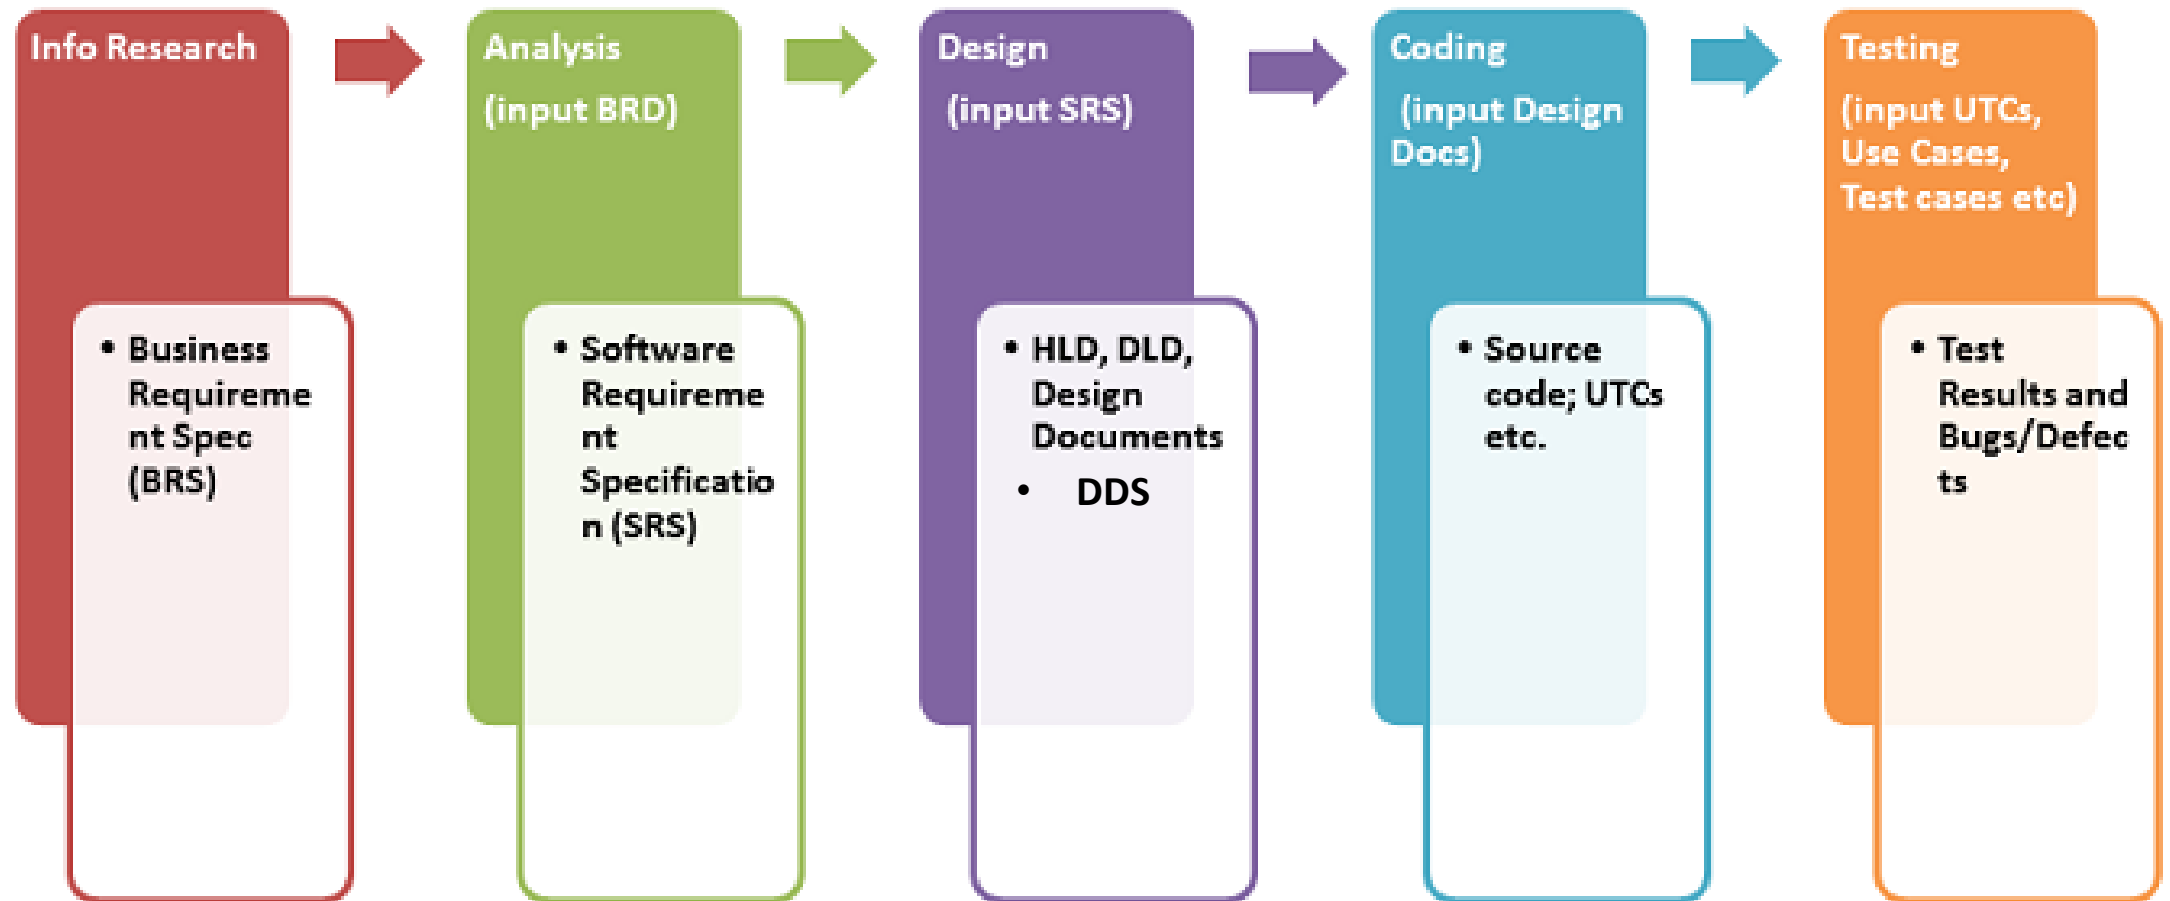 Info Research
• Business
Requireme
nt Spec
(BRS)
Analysis
(input BRD)
• Software
Requireme
nt
Specificatio
n (SRS)
Design
(input SRS)
• HLD, DLD,
Design
Documents
• DDS
Coding
(input Design
Docs)
• Source
code; UTCs
etc.
Testing
(input UTCs,
Use Cases,
Test cases etc)
• Test
Results and
Bugs/Defec
ts